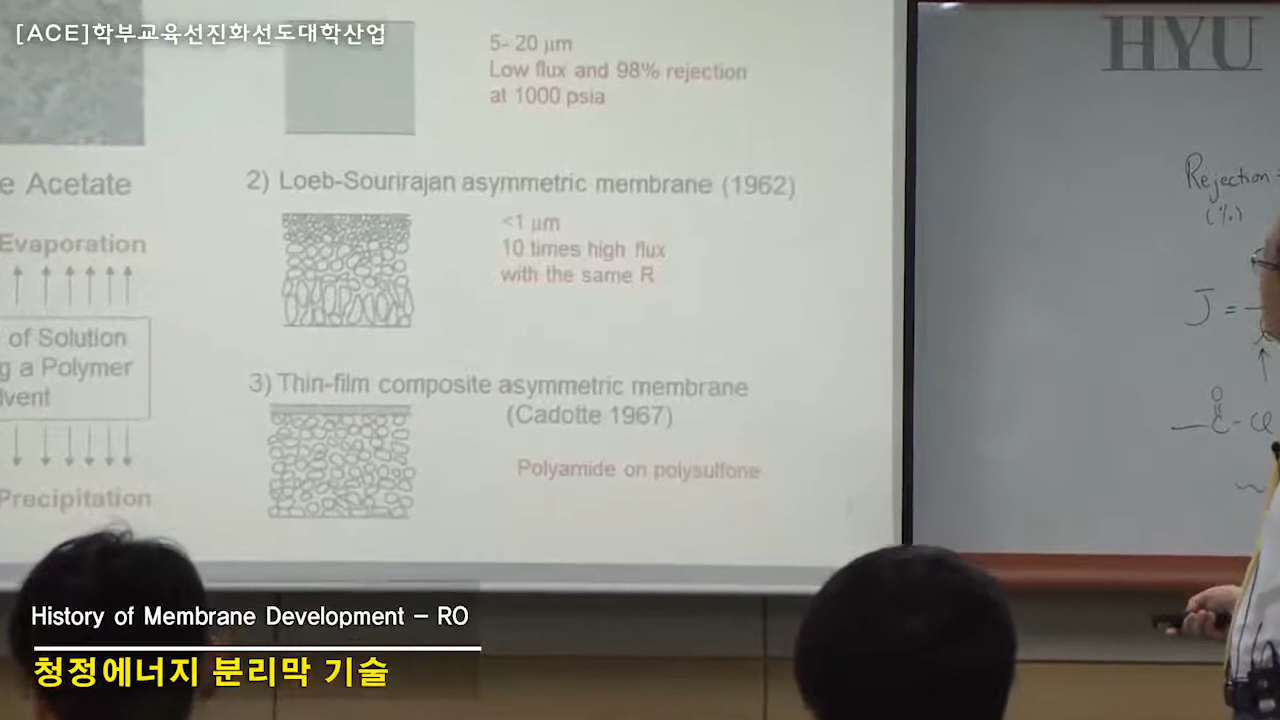 [ACE]학부교육선진화선도대학산업
HYU
5- 20 μm
Low flux and 98% rejection
at 1000 psia
e Acetate
2) Loeb-Sourirajan asymmetric membrane (1962)
<1 μm
10 times high flux
with the same R
Evaporation
of Solution
g a Polymer
lvent
Precipitation
3) Thin-film composite asymmetric membrane
(Cadotte 1967)
Polyamide on polysulfone
Rejection =
(%)
J =
O
C - Cl
History of Membrane Development – RO
청정에너지 분리막 기술